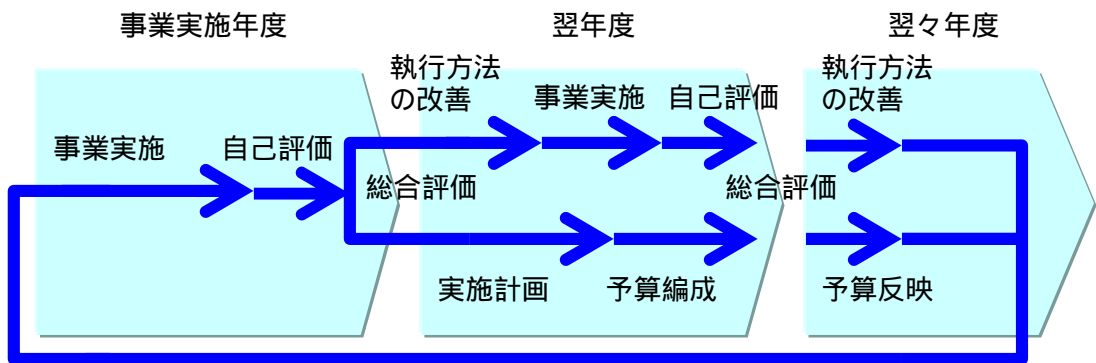 事業実施年度
翌年度
翌々年度
事業実施
自己評価
総合評価
執行方法
の改善
事業実施
自己評価
実施計画
予算編成
総合評価
執行方法
の改善
予算反映